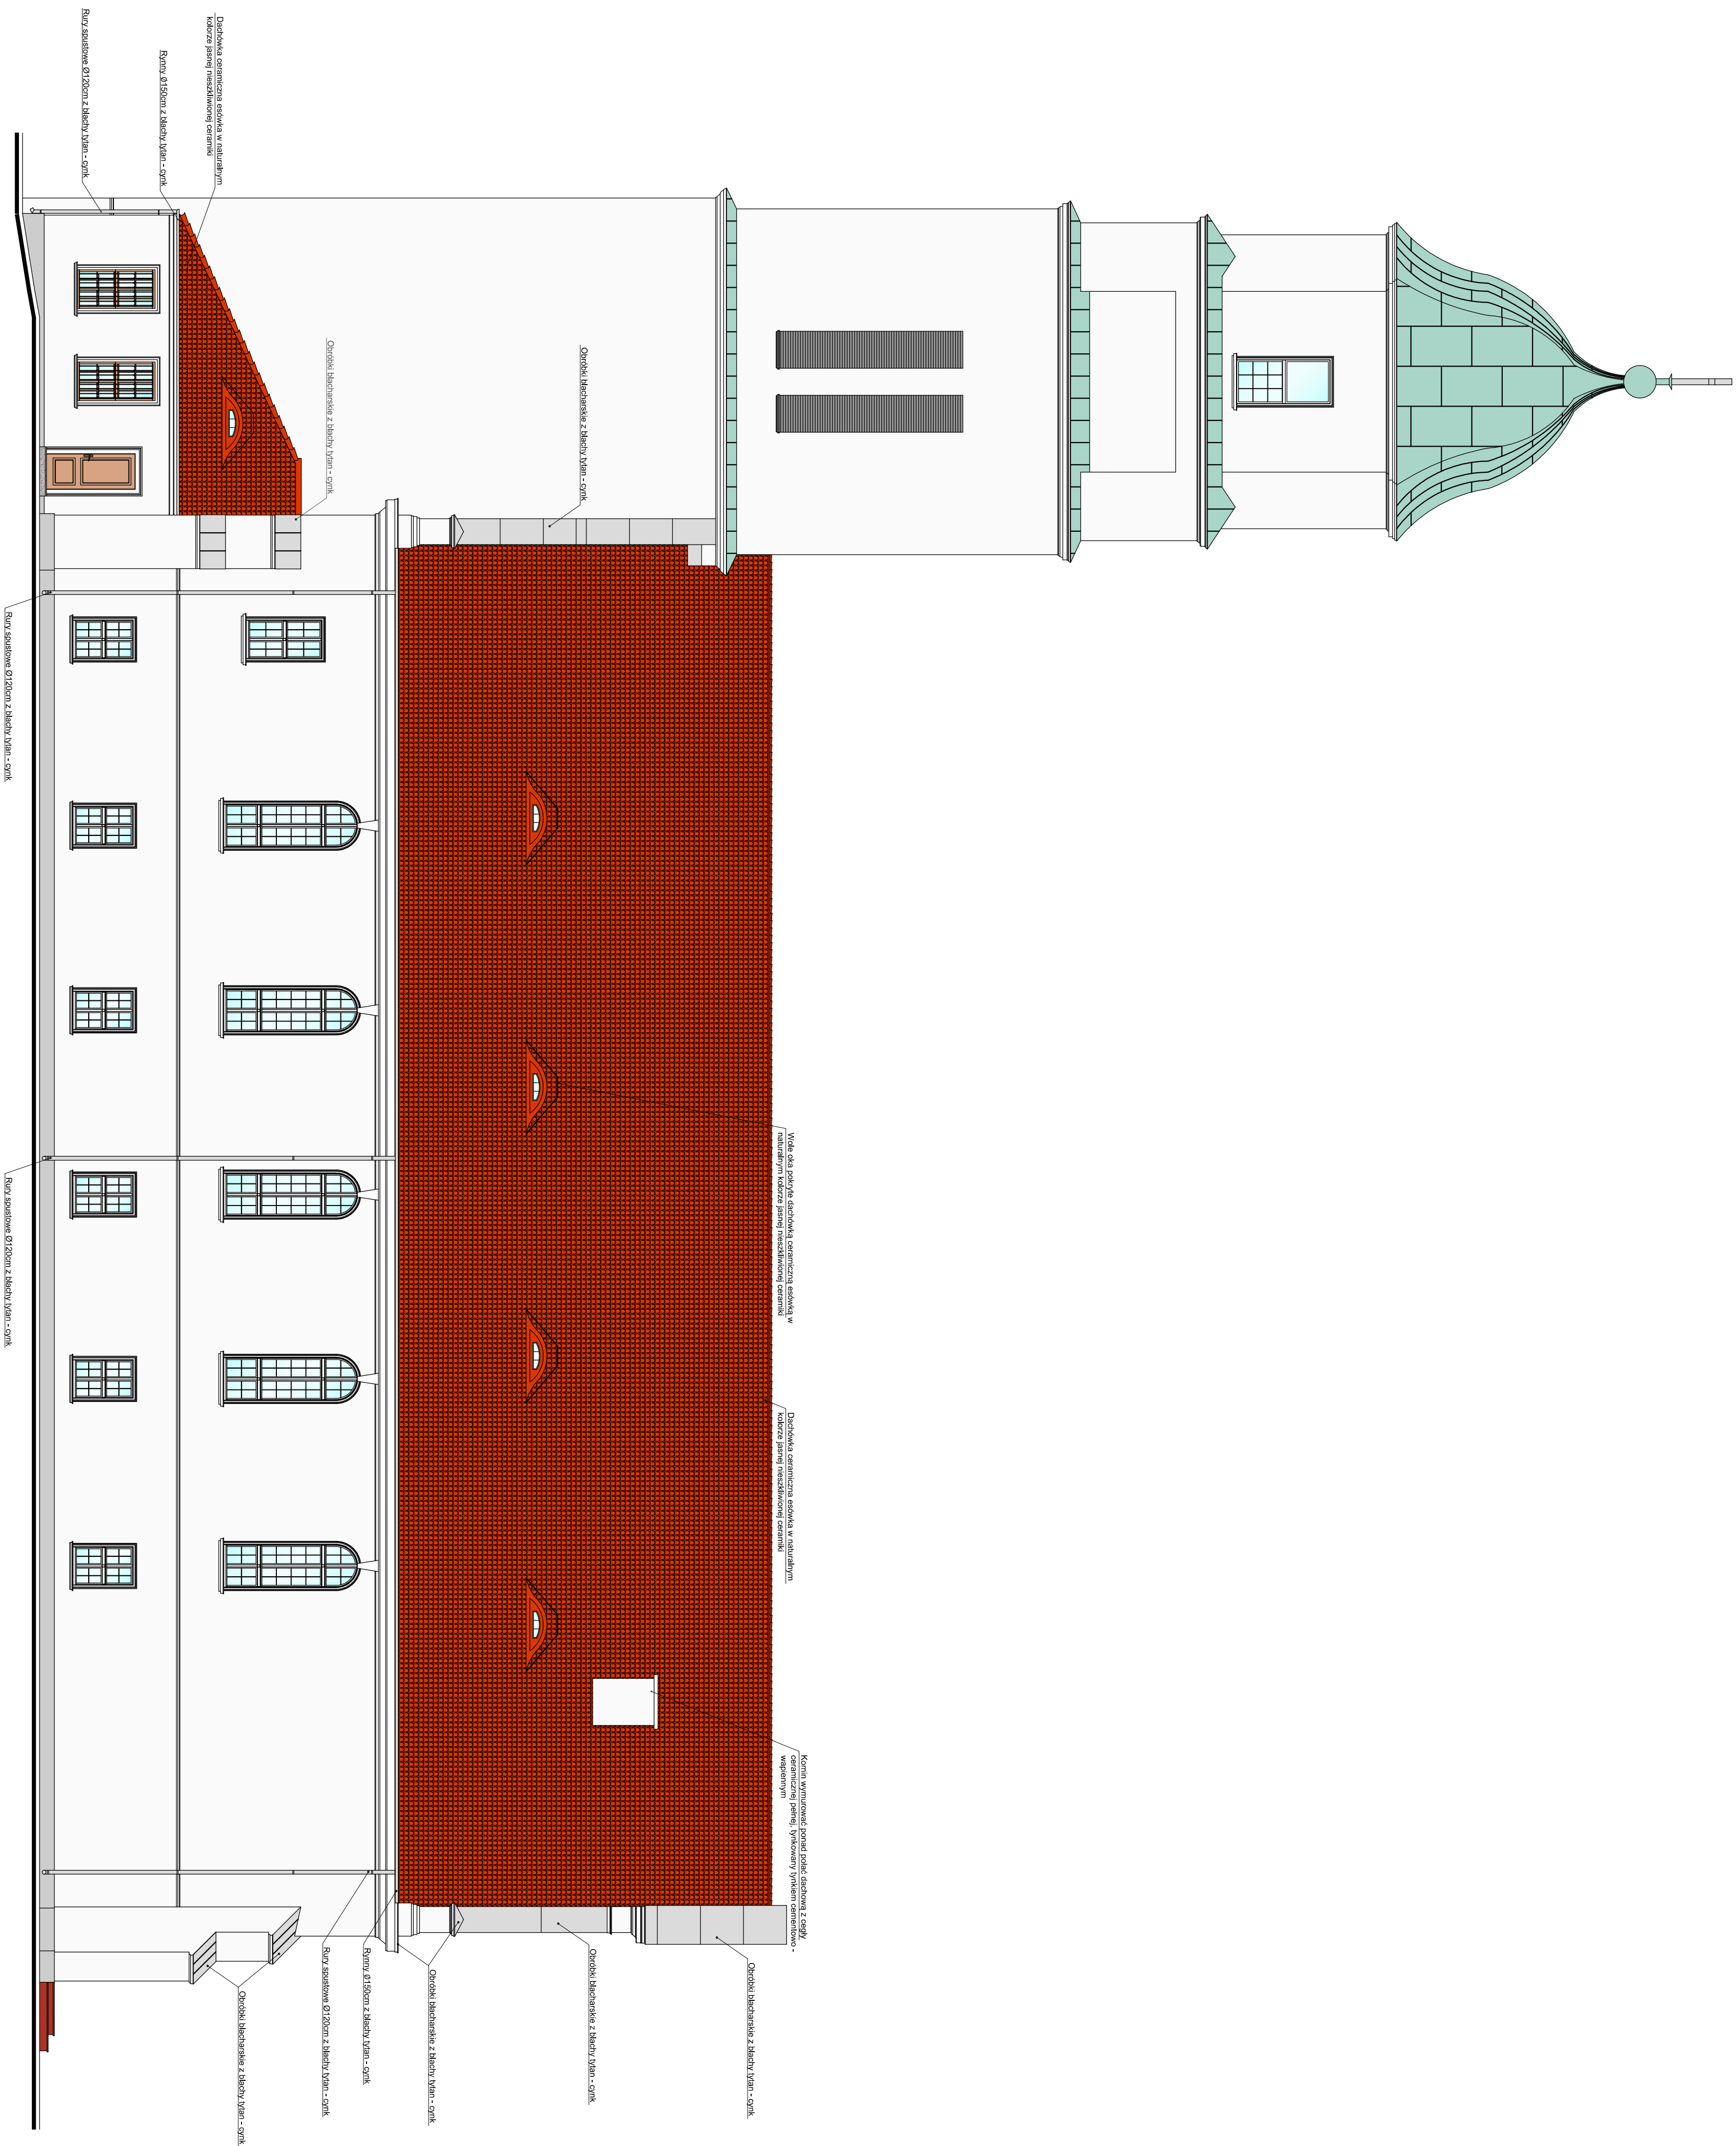 Dachówka ceramiczna esówka w naturalnym
kolorze jasnej nieszkliwionej ceramiki
Rynny Ø150cm z blachy tytan - cynk
Rury spustowe Ø120cm z blachy tytan - cynk
Obróbki blacharskie z blachy tytan - cynk
Obróbki blacharskie z blachy tytan - cynk
Rury spustowe Ø120cm z blachy tytan - cynk
Wole oka pokryte dachówką ceramiczną esówką w
naturalnym kolorze jasnej nieszkliwionej ceramiki
Rury spustowe Ø120cm z blachy tytan - cynk
Dachówka ceramiczna esówka w naturalnym
kolorze jasnej nieszkliwionej ceramiki
Komin wymurować ponad połać dachową z cegły
ceramicznej pełnej, tynkowany tynkiem cementowo -
wapiennym
Obróbki blacharskie z blachy tytan - cynk
Obróbki blacharskie z blachy tytan - cynk
Obróbki blacharskie z blachy tytan - cynk
Rynny Ø150cm z blachy tytan - cynk
Rury spustowe Ø120cm z blachy tytan - cynk
Obróbki blacharskie z blachy tytan - cynk